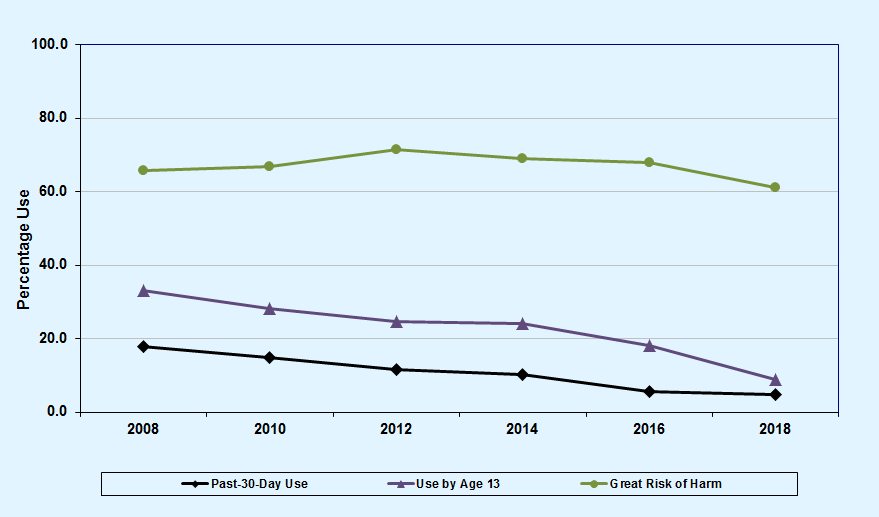 100.0
80.0
60.0
40.0
20.0
0.0
Percentage Use
2008 2010 2012 2014 2016 2018
Past-30-Day Use Use by Age 13 Great Risk of Harm